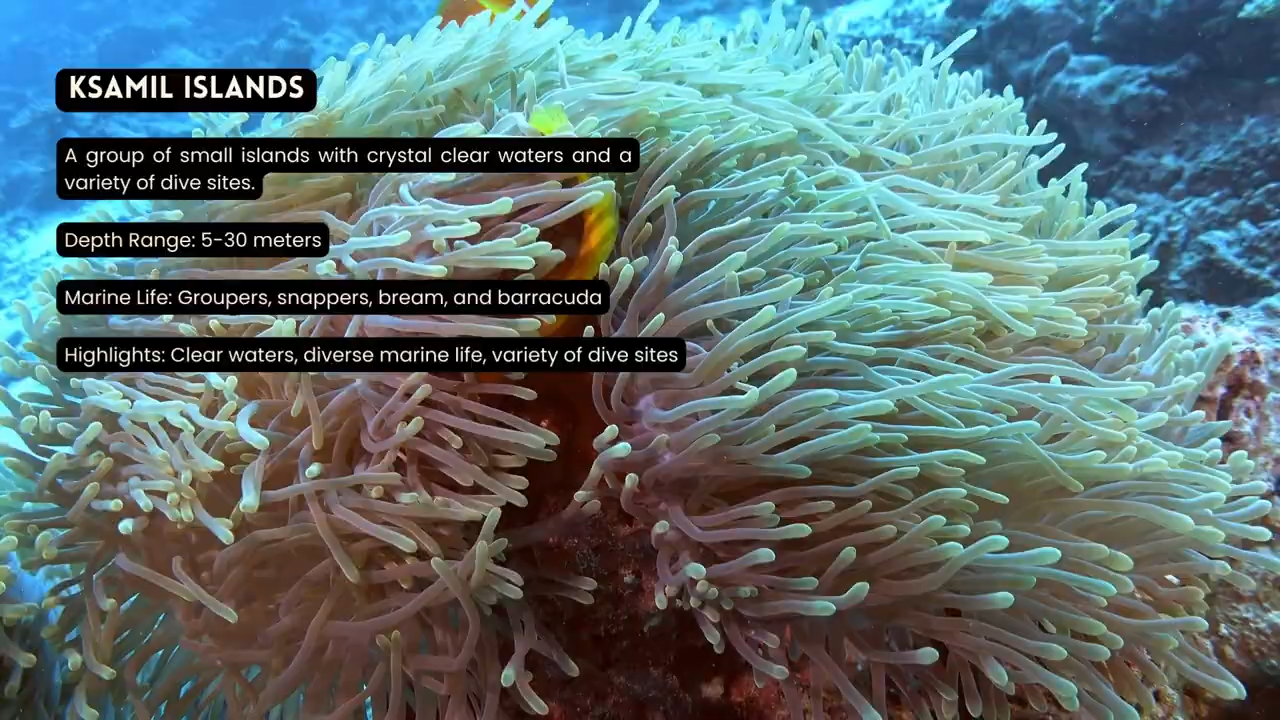 KSAMIL ISLANDS
A group of small islands with crystal clear waters and a
variety of dive sites.
Depth Range: 5-30 meters
Marine Life: Groupers, snappers, bream, and barracuda
Highlights: Clear waters, diverse marine life, variety of dive sites